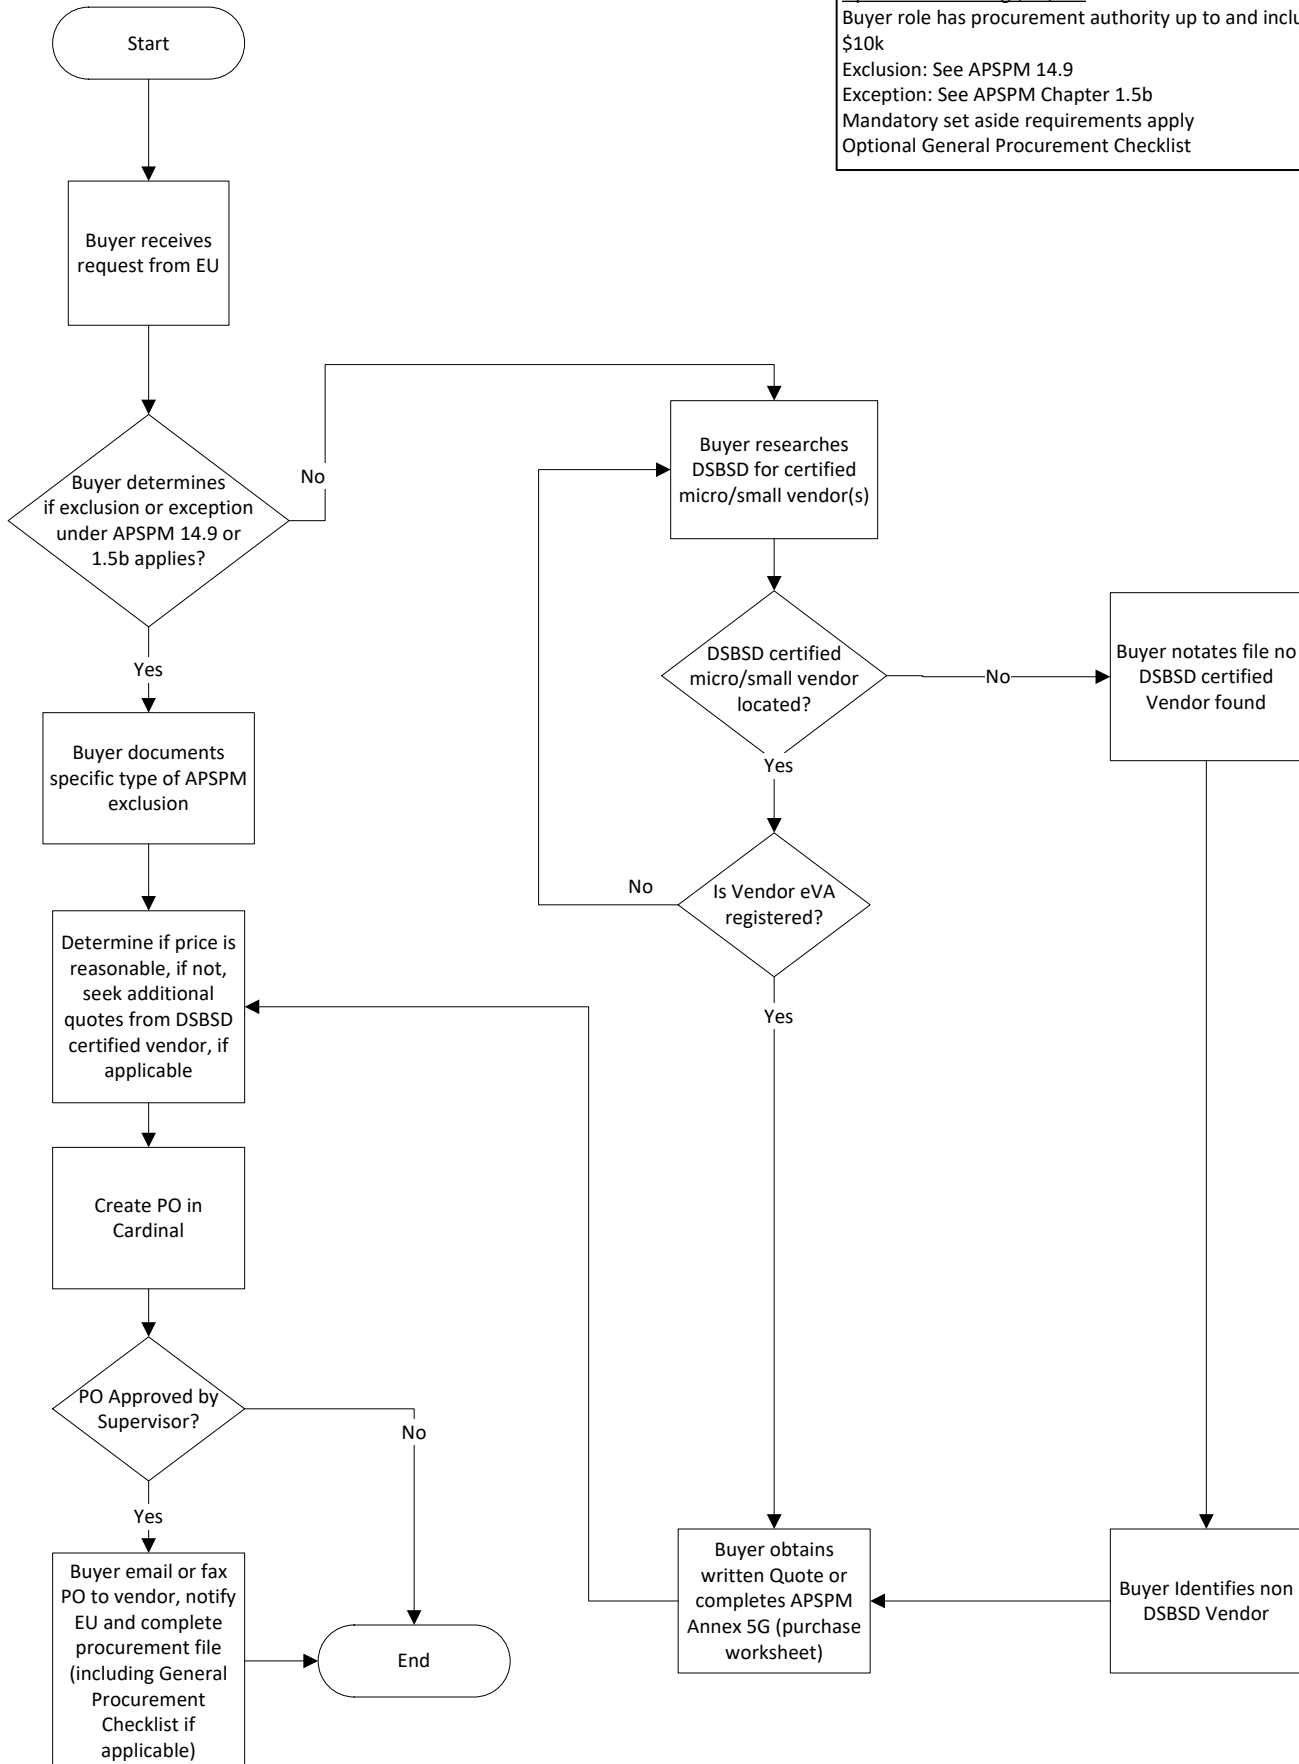 Start
Buyer role has procurement authority up to and inclu
$10k
Exclusion: See APSPM 14.9
Exception: See APSPM Chapter 1.5b
Mandatory set aside requirements apply
Optional General Procurement Checklist
Buyer receives
request from EU
Buyer determines
if exclusion or exception
under APSPM 14.9 or
1.5b applies?
No
Yes
Buyer researches
DSBSD for certified
micro/small vendor(s)
DSBSD certified
micro/small vendor
located?
No
Yes
Buyer notates file no
DSBSD certified
Vendor found
Buyer documents
specific type of APSPM
exclusion
Is Vendor eVA
registered?
No
Yes
Determine if price is
reasonable, if not,
seek additional
quotes from DSBSD
certified vendor, if
applicable
Create PO in
Cardinal
PO Approved by
Supervisor?
No
Yes
Buyer email or fax
PO to vendor, notify
EU and complete
procurement file
(including General
Procurement
Checklist if
applicable)
End
Buyer obtains
written Quote or
completes APSPM
Annex 5G (purchase
worksheet)
Buyer Identifies non
DSBSD Vendor